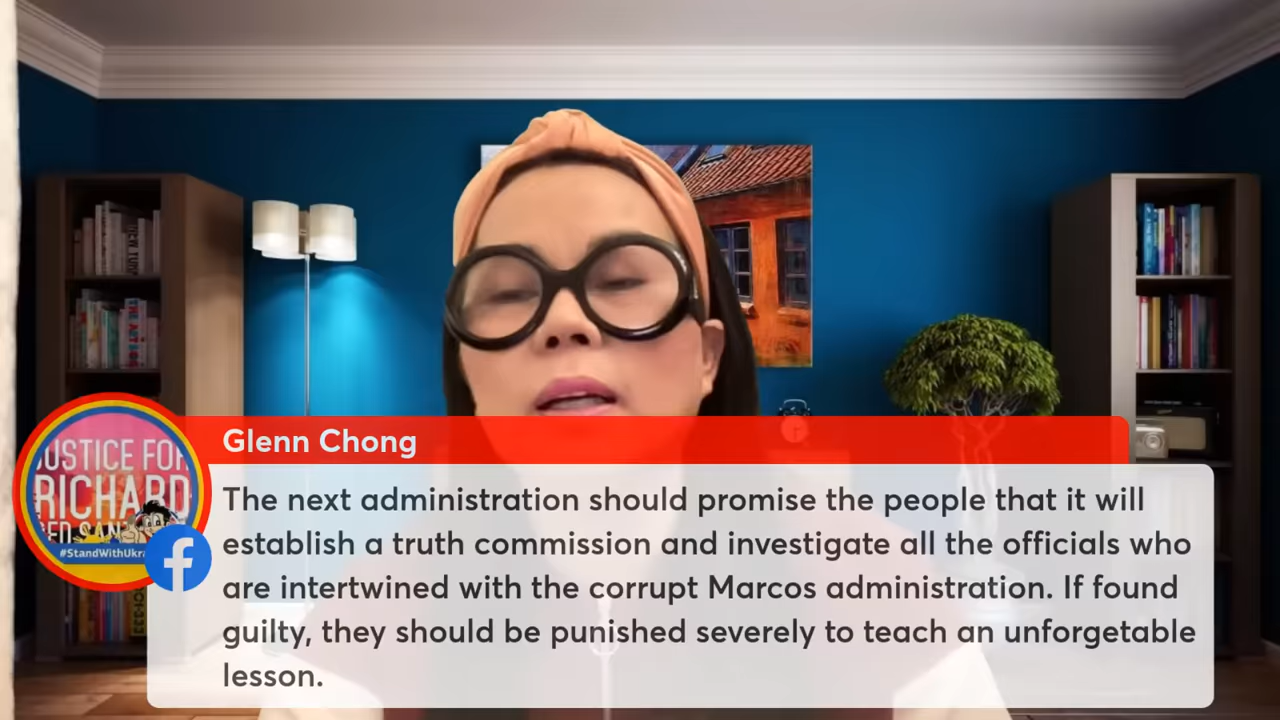 Glenn Chong
The next administration should promise the people that it will
establish a truth commission and investigate all the officials who
are intertwined with the corrupt Marcos administration. If found
guilty, they should be punished severely to teach an unforgetable
lesson.
JUSTICE FOR
RICHARD
#StandWithUkra